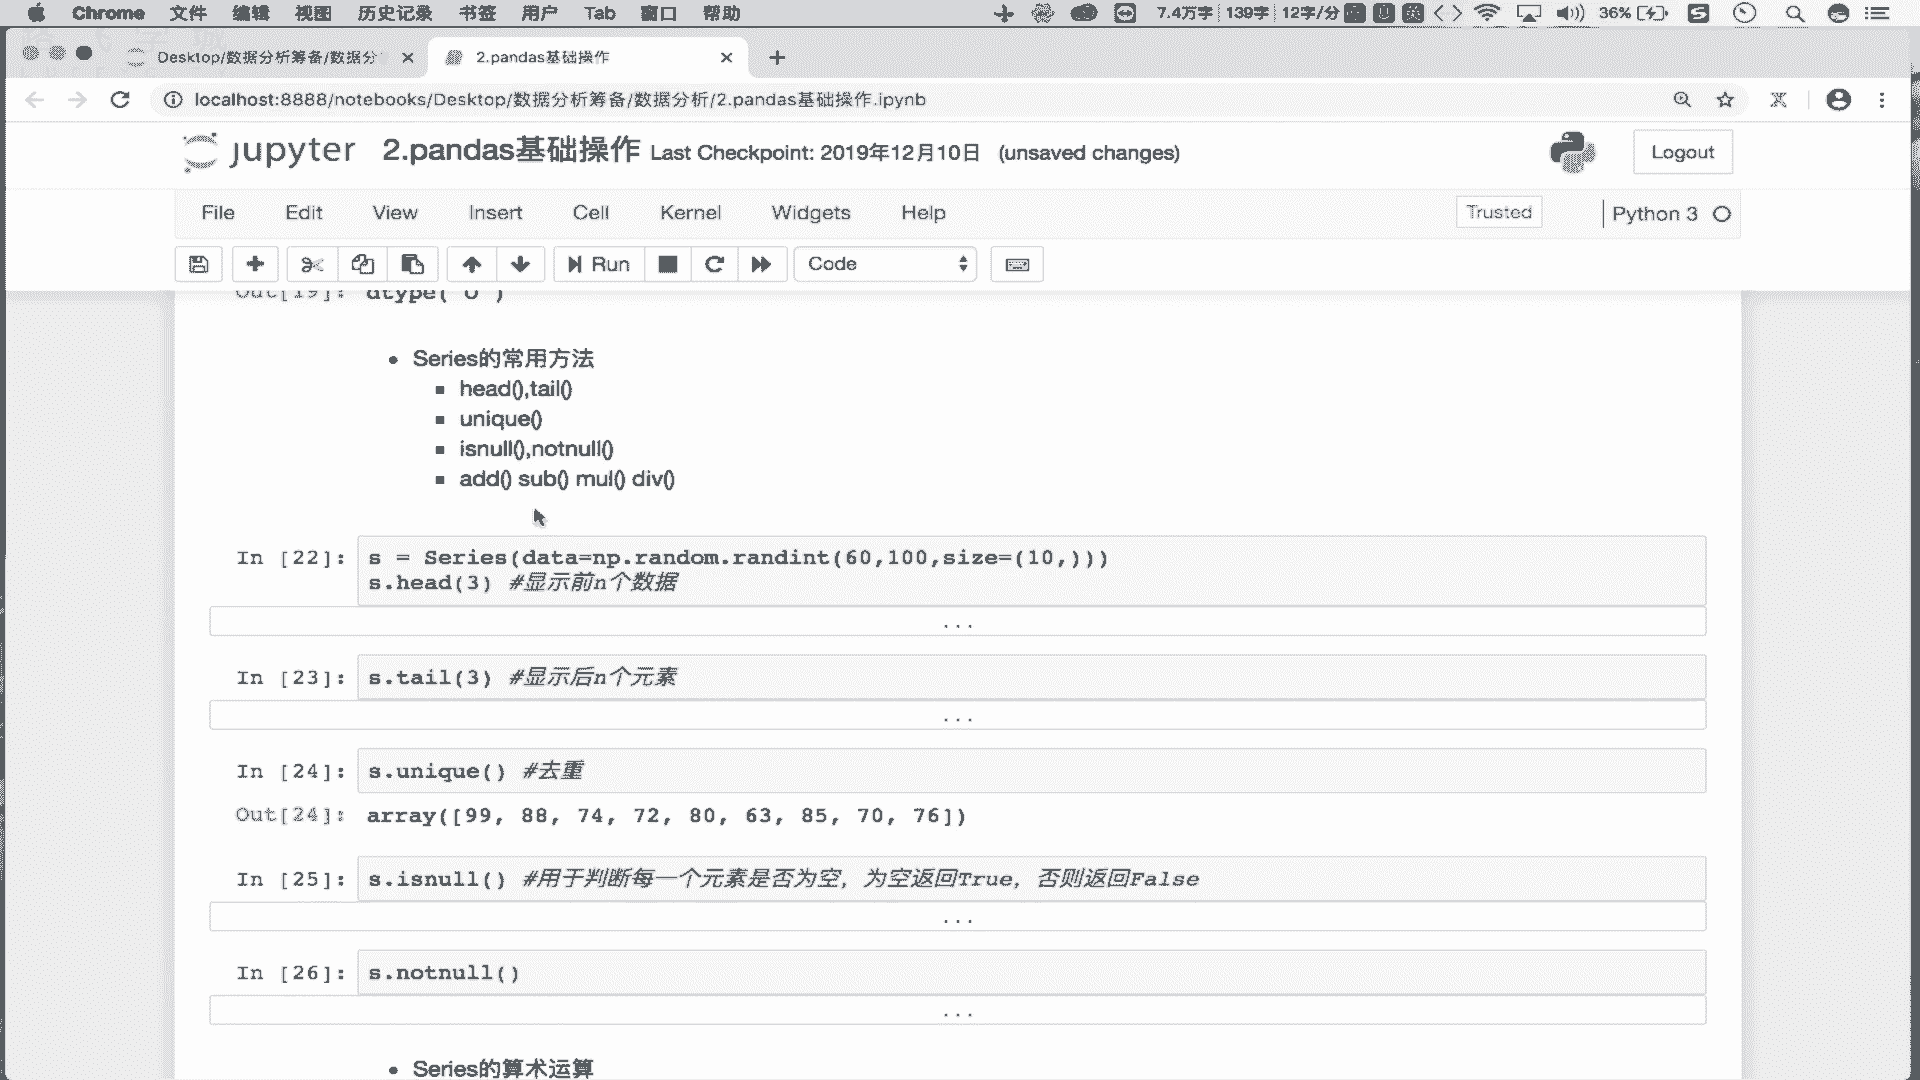 Chrome 文件 编辑 视图 历史记录 书签 用户 Tab 窗口 帮助 7.4万字 139字 12字/分 36%
Desktop/数据分析筹备/数据分 2.pandas基础操作
localhost:8888/notebooks/Desktop/数据分析筹备/数据分析/2.pandas基础操作.ipynb
jupyter 2.pandas基础操作 Last Checkpoint: 2019年12月10日 (unsaved changes) Logout
File Edit View Insert Cell Kernel Widgets Help Trusted Python 3
Run Code
Out[19]: dtype('O')
Series的常用方法
head(),tail()
unique()
isnull(),notnull()
add() sub() mul() div()
In [22]: s = Series(data=np.random.randint(60,100,size=(10,)))
s.head(3) #显示前n个数据
...
In [23]: s.tail(3) #显示后n个元素
...
In [24]: s.unique() #去重
Out[24]: array([99, 88, 74, 72, 80, 63, 85, 70, 76])
In [25]: s.isnull() #用于判断每一个元素是否为空，为空返回True，否则返回False
...
In [26]: s.notnull()
...
Series的算术运算